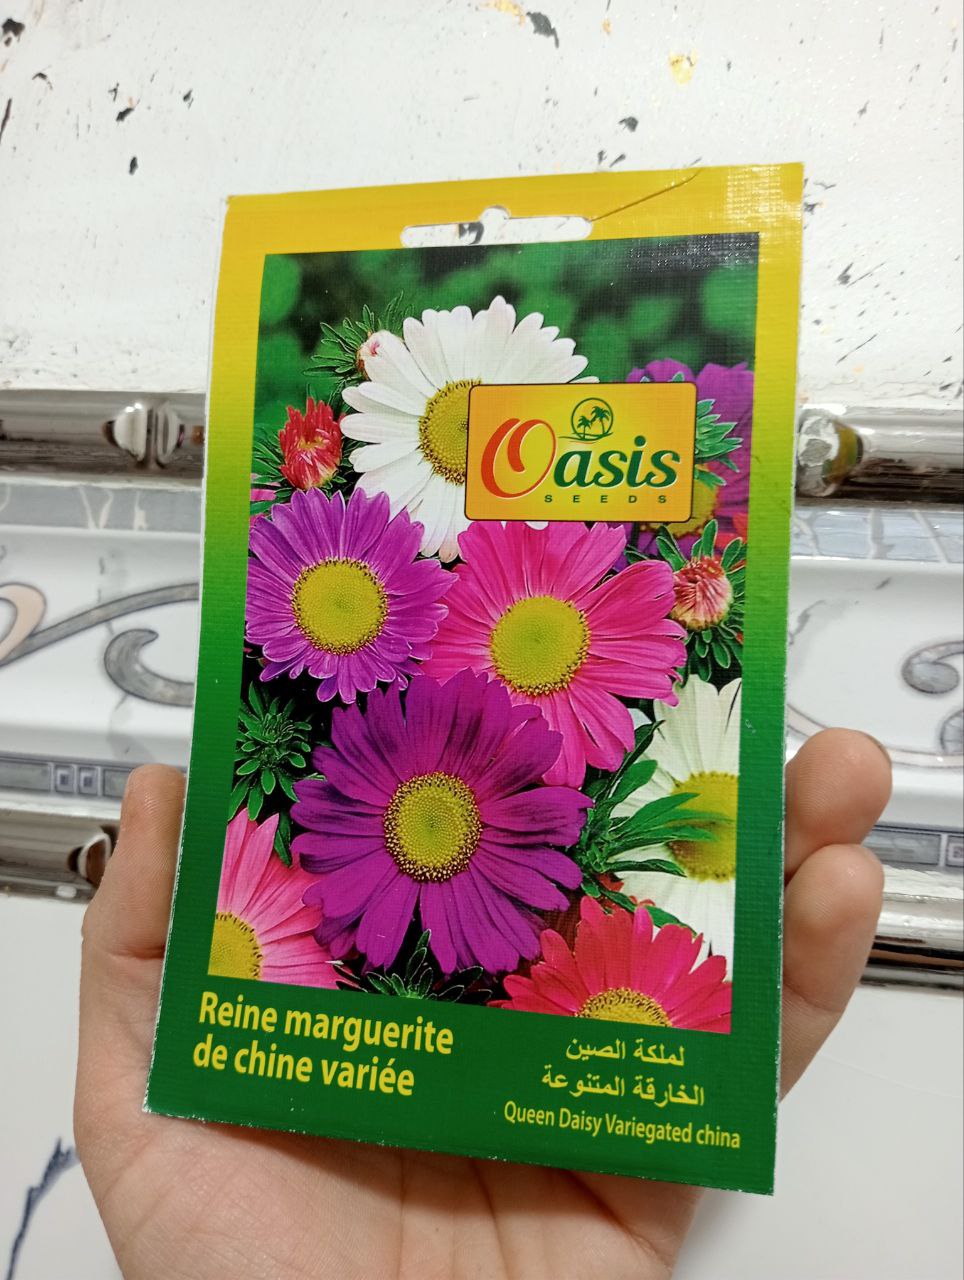 Oasis
SEEDS
Reine marguerite
de chine variée
لملكة الصين
الخارقة المتنوعة
Queen Daisy Variegated china